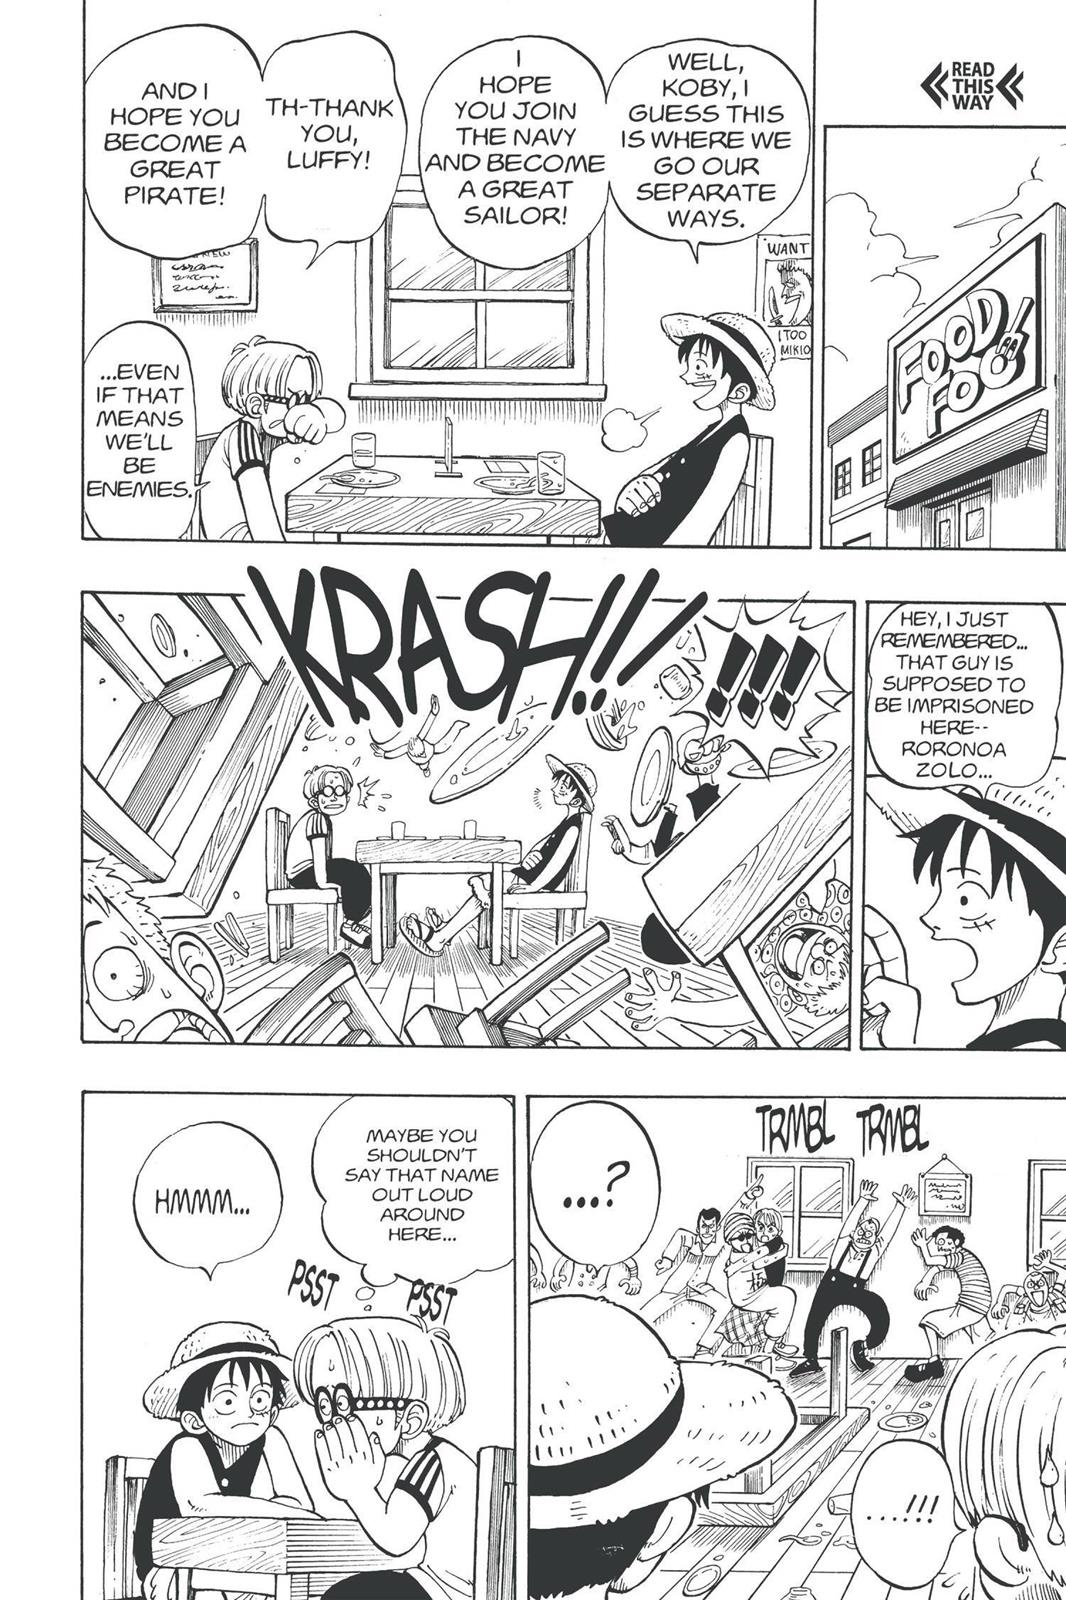 READ
THIS
WAY
FOOD
FOO
WELL,
KOBY, I
GUESS THIS
IS WHERE WE
GO OUR
SEPARATE
WAYS.
I
HOPE
YOU JOIN
THE NAVY
AND BECOME
A GREAT
SAILOR!
TH-THANK
YOU,
LUFFY!
AND I
HOPE YOU
BECOME A
GREAT
PIRATE!
...EVEN
IF THAT
MEANS
WE'LL
BE
ENEMIES.
WANT
ITOO
MIKIO
HEY, I JUST
REMEMBERED...
THAT GUY IS
SUPPOSED TO
BE IMPRISONED
HERE--
RORONOA
ZOLO...
!!!
KRASH!!
TRMBL TRMBL
...?
...!!!
MAYBE YOU
SHOULDN'T
SAY THAT NAME
OUT LOUD
AROUND
HERE...
PSST
PSST
HMMM...